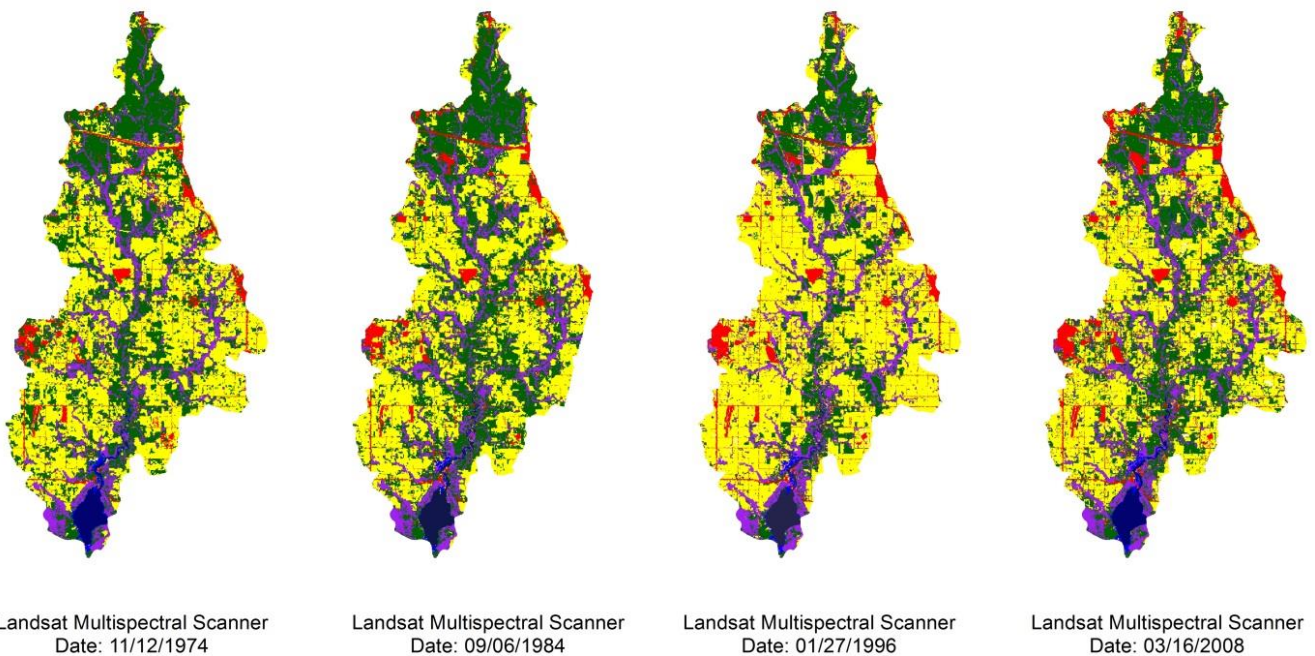 Landsat Multispectral Scanner
Date: 11/12/1974
Landsat Multispectral Scanner
Date: 09/06/1984
Landsat Multispectral Scanner
Date: 01/27/1996
Landsat Multispectral Scanner
Date: 03/16/2008